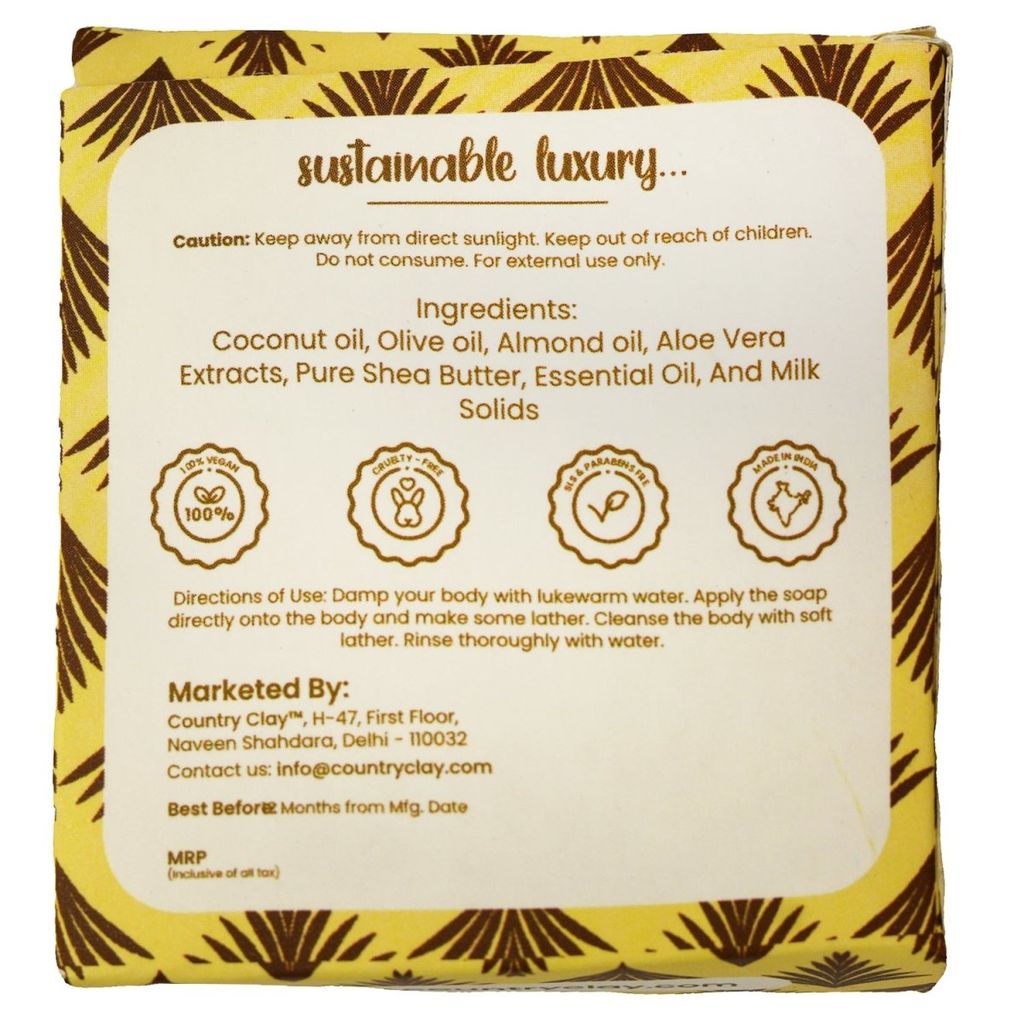 sustainable luxury...
Caution: Keep away from direct sunlight. Keep out of reach of children.
Do not consume. For external use only.
Ingredients:
Coconut oil, Olive oil, Almond oil, Aloe Vera
Extracts, Pure Shea Butter, Essential Oil, And Milk
Solids
100% VEGAN
100%
CRUELTY - FREE
SLS & PARABENS FRE
MADE IN INDIA
Directions of Use: Damp your body with lukewarm water. Apply the soap
directly onto the body and make some lather. Cleanse the body with soft
lather. Rinse thoroughly with water.
Marketed By:
Country Clay™, H-47, First Floor,
Naveen Shahdara, Delhi - 110032
Contact us: info@countryclay.com
Best Before: 12 Months from Mfg. Date
MRP
(Inclusive of all tax)
countryclay.com